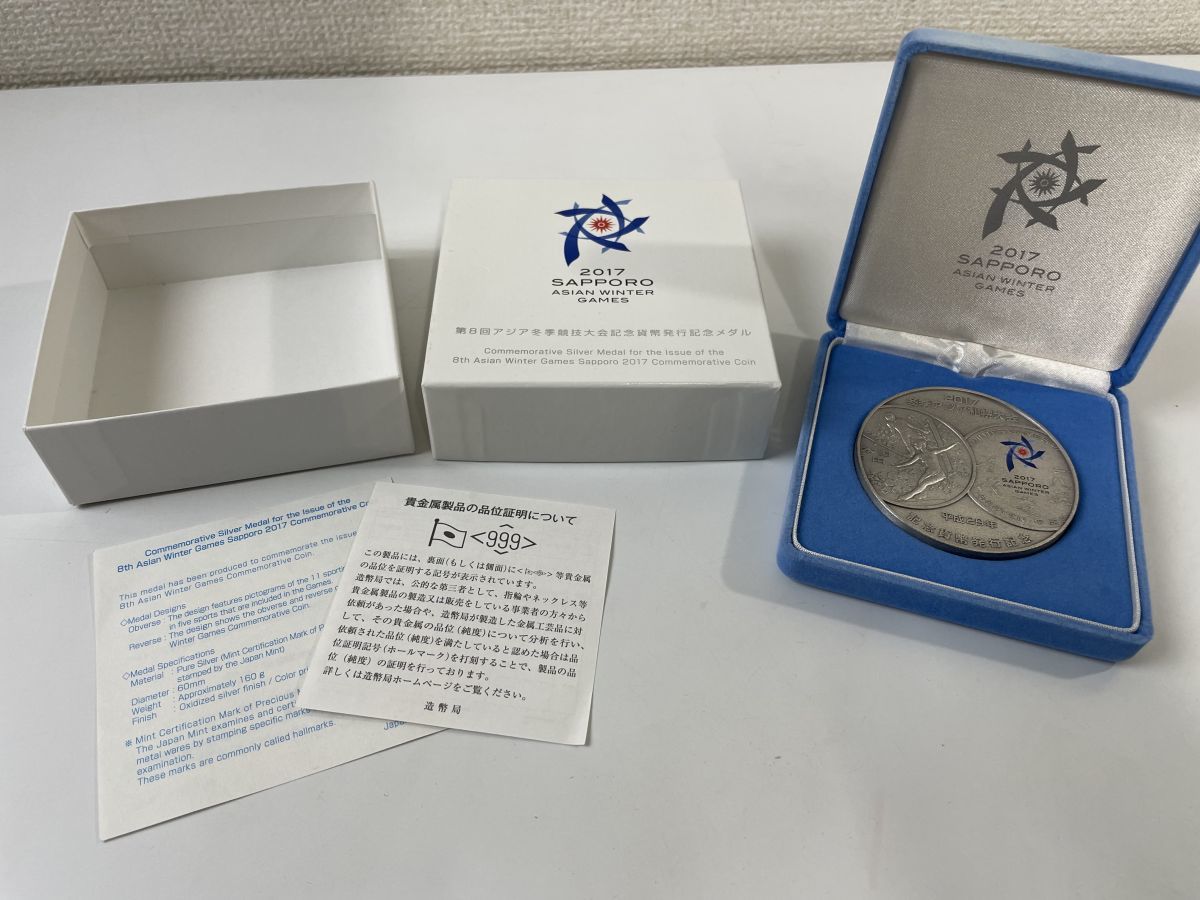 2017
SAPPORO
ASIAN WINTER
GAMES
第8回アジア冬季競技大会記念貨幣発行記念メダル
Commemorative Silver Medal for the issue of the
8th Asian Winter Games Sapporo 2017 Commemorative Coin
2017
SAPPORO
ASIAN WINTER
GAMES
2017
2017
SAPPORO
ASIAN WINTER
GAMES
平成28年
記念貨幣発行記念
Commemorative Silver Medal for the issue of the
8th Asian Winter Games Sapporo 2017 Commemorative
This medal has been produced to commemorate the issue
8th Asian Winter Games Commemorative Coin.
◇Medal Designs
Obverse : The design features pictograms of the 11
in five sports that are included in the Games.
Reverse : The design shows the obverse and reverse
Winter Games Commemorative Coin.
◇Medal Specifications
Material : Pure Silver (Mint Certification Mark of
stamped by the Japan Mint)
Diameter : 60mm
Weight : Approximately 160 g
Finish : Oxidized silver finish / Color
※ Mint Certification Mark of Precious
The Japan Mint examines and
metal wares by stamping specific
examination.
These marks are commonly called hallmarks.
貴金属製品の品位証明について
<999>
この製品には、裏面(もしくは側面)に< >等貴金属
の品位を証明する記号が表示されています。
造幣局では、公的な第三者として、指輪やネックレス等
貴金属製品の製造又は販売をしている事業者の方々から
依頼があった場合や、造幣局が製造した金属工芸品に対
して、その貴金属の品位(純度)について分析を行い、
依頼された品位(純度)を満たしていると認めた場合は品
位証明記号(ホールマーク)を打刻することで、製品の品
位(純度)の証明を行っております。
詳しくは造幣局ホームページをご覧ください。
造幣局